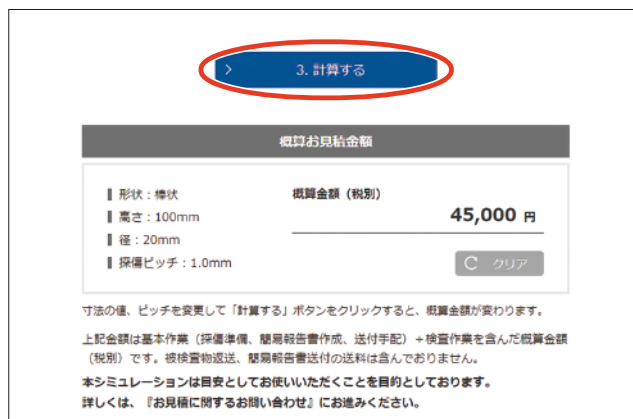 3. 計算する
概算お見積金額
形状：棒状
高さ：100mm
径：20mm
探傷ピッチ：1.0mm
概算金額（税別）
45,000 円
クリア
寸法の値、ピッチを変更して「計算する」ボタンをクリックすると、概算金額が変わります。
上記金額は基本作業（探傷準備、簡易報告書作成、送付手配）＋検査作業を含んだ概算金額
（税別）です。被検査物返送、簡易報告書送付の送料は含んでおりません。
本シミュレーションは目安としてお使いいただくことを目的としております。
詳しくは、『お見積に関するお問い合わせ』にお進みください。